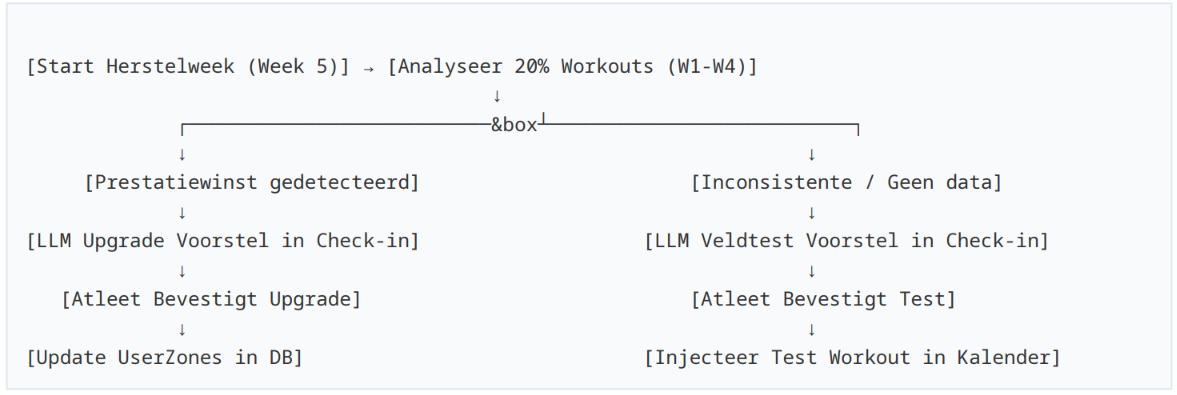 [Start Herstelweek (Week 5)] → [Analyseer 20% Workouts (W1-W4)]
↓
┌──────────────────────────&box┴──────────────────────────┐
↓ ↓
[Prestatiewinst gedetecteerd] [Inconsistente / Geen data]
↓ ↓
[LLM Upgrade Voorstel in Check-in] [LLM Veldtest Voorstel in Check-in]
↓ ↓
[Atleet Bevestigt Upgrade] [Atleet Bevestigt Test]
↓ ↓
[Update UserZones in DB] [Injecteer Test Workout in Kalender]